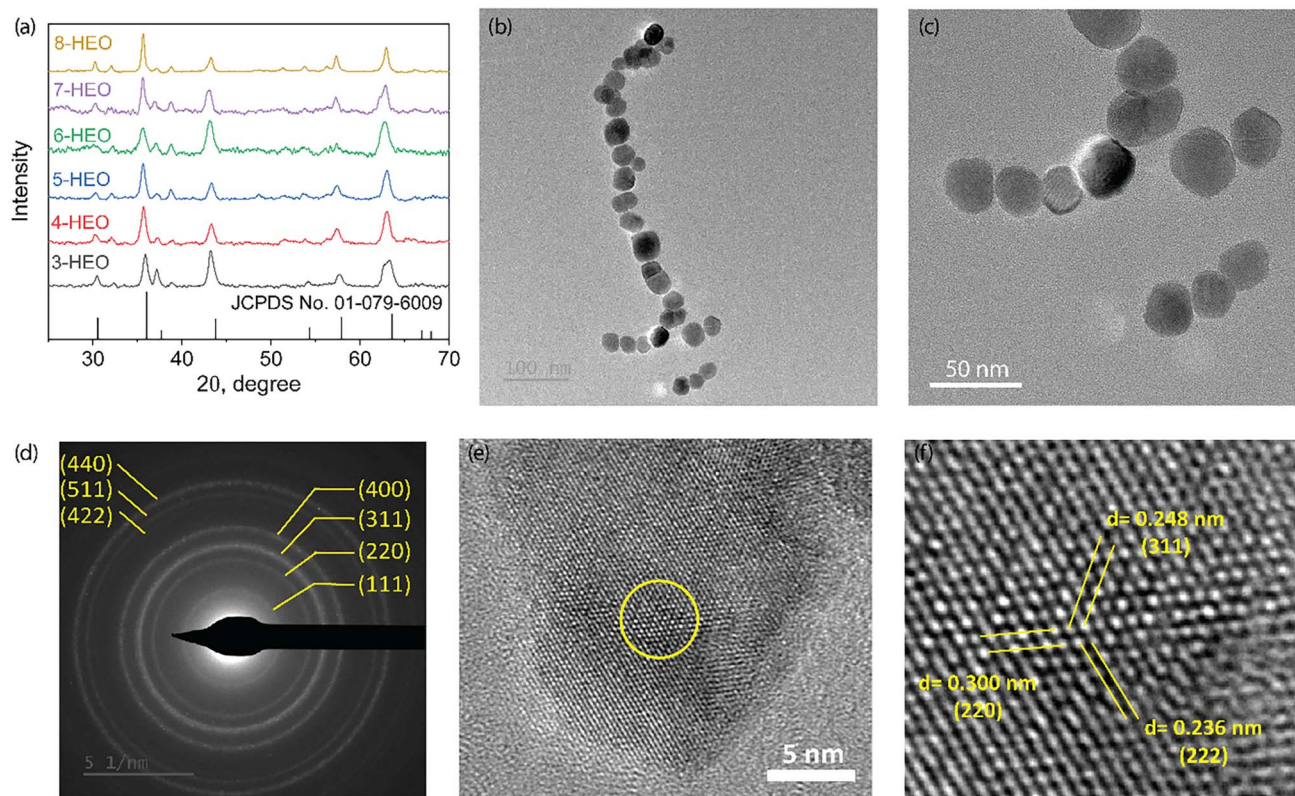 (a)
8-HEO
7-HEO
6-HEO
5-HEO
4-HEO
3-HEO
JCPDS No. 01-079-6009
Intensity
30 40 50 60 70
2θ, degree
(b)
100 nm
(c)
50 nm
(d)
(440)
(511)
(422)
(400)
(311)
(220)
(111)
5 1/nm
(e)
5 nm
(f)
d= 0.248 nm
(311)
d= 0.300 nm
(220)
d= 0.236 nm
(222)